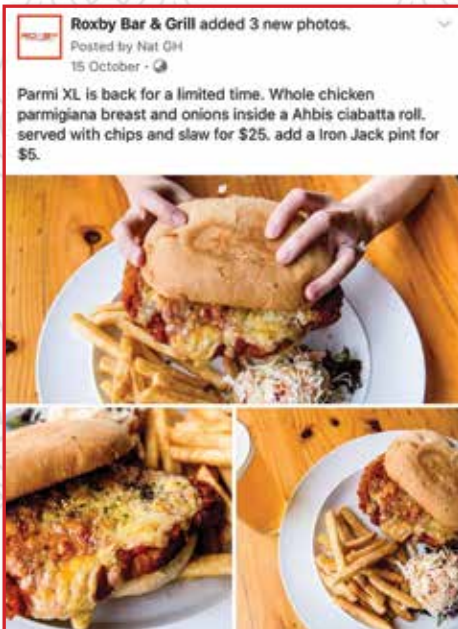 Roxby Bar & Grill added 3 new photos.
Posted by Nat GH
15 October ·
Parmi XL is back for a limited time. Whole chicken
parmigiana breast and onions inside a Ahbis ciabatta roll.
served with chips and slaw for $25. add a Iron Jack pint for
$5.